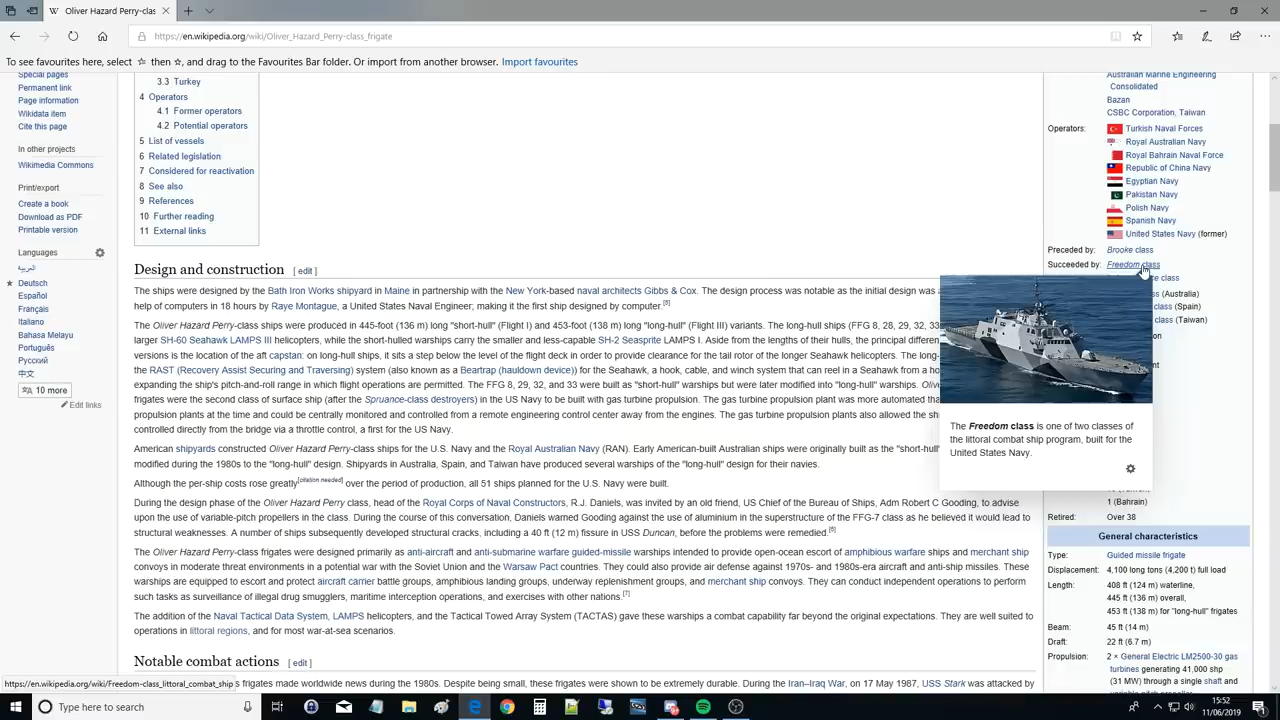 W Oliver Hazard Perry-class
https://en.wikipedia.org/wiki/Oliver_Hazard_Perry-class_frigate
To see favourites here, select ☆ then ☆, and drag to the Favourites Bar folder. Or import from another browser. Import favourites
Special pages
Permanent link
Page information
Wikidata item
Cite this page
In other projects
Wikimedia Commons
Print/export
Create a book
Download as PDF
Printable version
Languages
العربية
Deutsch
Español
Français
Italiano
Bahasa Melayu
Português
Русский
中文
10 more
Edit links
3.3 Turkey
4 Operators
4.1 Former operators
4.2 Potential operators
5 List of vessels
6 Related legislation
7 Considered for reactivation
8 See also
9 References
10 Further reading
11 External links
Design and construction [ edit ]
The ships were designed by the Bath Iron Works shipyard in Maine in partnership with the New York-based naval architects Gibbs & Cox. The design process was notable as the initial design was
help of computers in 18 hours by Raye Montague, a United States Naval Engineer; making it the first ship designed by computer.
The Oliver Hazard Perry-class ships were produced in 445-foot (136 m) long "short-hull" (Flight I) and 453-foot (138 m) long "long-hull" (Flight III) variants. The long-hull ships (FFG 8, 28, 29, 32, 33
larger SH-60 Seahawk LAMPS III helicopters, while the short-hulled warships carry the smaller and less-capable SH-2 Seasprite LAMPS I. Aside from the lengths of their hulls, the principal differen
versions is the location of the aft capstan: on long-hull ships, it sits a step below the level of the flight deck in order to provide clearance for the tail rotor of the longer Seahawk helicopters. The long-
the RAST (Recovery Assist Securing and Traversing) system (also known as a Beartrap (hauldown device)) for the Seahawk, a hook, cable, and winch system that can reel in a Seahawk from a ho
expanding the ship's pitch-and-roll range in which flight operations are permitted. The FFG 8, 29, 32, and 33 were built as "short-hull" warships but were later modified into "long-hull" warships. Oliv
frigates were the second class of surface ship (after the Spruance-class destroyers) in the US Navy to be built with gas turbine propulsion. The gas turbine propulsion plant was more automated tha
propulsion plants at the time and could be centrally monitored and controlled from a remote engineering control center away from the engines. The gas turbine propulsion plants also allowed the sh
controlled directly from the bridge via a throttle control, a first for the US Navy.
American shipyards constructed Oliver Hazard Perry-class ships for the U.S. Navy and the Royal Australian Navy (RAN). Early American-built Australian ships were originally built as the "short-hull"
modified during the 1980s to the "long-hull" design. Shipyards in Australia, Spain, and Taiwan have produced several warships of the "long-hull" design for their navies.
Although the per-ship costs rose greatly[citation needed] over the period of production, all 51 ships planned for the U.S. Navy were built.
During the design phase of the Oliver Hazard Perry class, head of the Royal Corps of Naval Constructors, R.J. Daniels, was invited by an old friend, US Chief of the Bureau of Ships, Adm Robert C Gooding, to advise
upon the use of variable-pitch propellers in the class. During the course of this conversation, Daniels warned Gooding against the use of aluminium in the superstructure of the FFG-7 class as he believed it would lead to
structural weaknesses. A number of ships subsequently developed structural cracks, including a 40 ft (12 m) fissure in USS Duncan, before the problems were remedied.[6]
The Oliver Hazard Perry-class frigates were designed primarily as anti-aircraft and anti-submarine warfare guided-missile warships intended to provide open-ocean escort of amphibious warfare ships and merchant ship
convoys in moderate threat environments in a potential war with the Soviet Union and the Warsaw Pact countries. They could also provide air defense against 1970s- and 1980s-era aircraft and anti-ship missiles. These
warships are equipped to escort and protect aircraft carrier battle groups, amphibious landing groups, underway replenishment groups, and merchant ship convoys. They can conduct independent operations to perform
such tasks as surveillance of illegal drug smugglers, maritime interception operations, and exercises with other nations.[7]
The addition of the Naval Tactical Data System, LAMPS helicopters, and the Tactical Towed Array System (TACTAS) gave these warships a combat capability far beyond the original expectations. They are well suited to
operations in littoral regions, and for most war-at-sea scenarios.
Notable combat actions [ edit ]
s frigates made worldwide news during the 1980s. Despite being small, these frigates were shown to be extremely durable. During the Iran–Iraq War, on 17 May 1987, USS Stark was attacked by
Australian Marine Engineering
Consolidated
Bazan
CSBC Corporation, Taiwan
Operators: Turkish Naval Forces
Royal Australian Navy
Royal Bahrain Naval Force
Republic of China Navy
Egyptian Navy
Pakistan Navy
Polish Navy
Spanish Navy
United States Navy (former)
Preceded by: Brooke class
Succeeded by: Freedom class
ce class
ss (Australia)
class (Spain)
class (Taiwan)
The Freedom class is one of two classes of
the littoral combat ship program, built for the
United States Navy.
1 (Bahrain)
Retired: Over 38
General characteristics
Type: Guided missile frigate
Displacement: 4,100 long tons (4,200 t) full load
Length: 408 ft (124 m) waterline,
445 ft (136 m) overall,
453 ft (138 m) for "long-hull" frigates
Beam: 45 ft (14 m)
Draft: 22 ft (6.7 m)
Propulsion: 2 × General Electric LM2500-30 gas
turbines generating 41,000 shp
(31 MW) through a single shaft and
variable pitch propeller
https://en.wikipedia.org/wiki/Freedom-class_littoral_combat_ship
Type here to search
15:52
11/06/2019